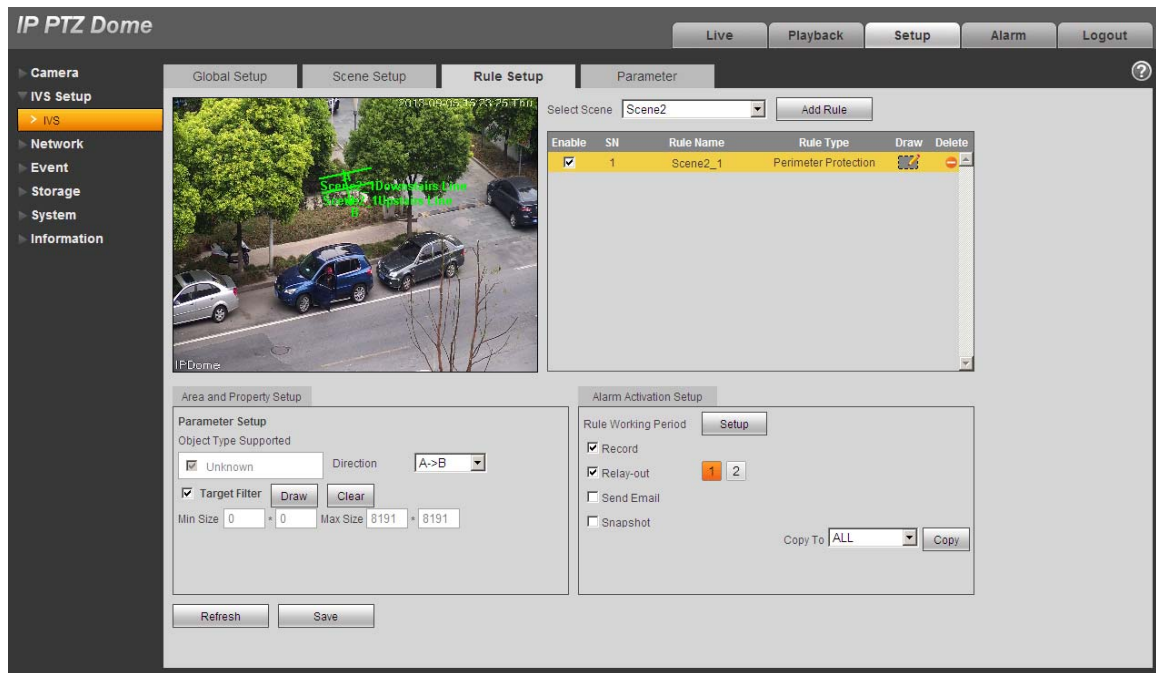 IP PTZ Dome
Live Playback Setup Alarm Logout
Camera
IVS Setup
> IVS
Network
Event
Storage
System
Information
Global Setup Scene Setup Rule Setup Parameter
?
Scene2_1Downstairs Line
Scene2_1Upstairs Line
B
IPDome
Select Scene Scene2 Add Rule
Enable SN Rule Name Rule Type Draw Delete
1 Scene2_1 Perimeter Protection
Area and Property Setup
Parameter Setup
Object Type Supported
Unknown Direction A->B
Target Filter Draw Clear
Min Size 0 * 0 Max Size 8191 * 8191
Alarm Activation Setup
Rule Working Period Setup
Record
Relay-out 1 2
Send Email
Snapshot
Copy To ALL Copy
Refresh Save